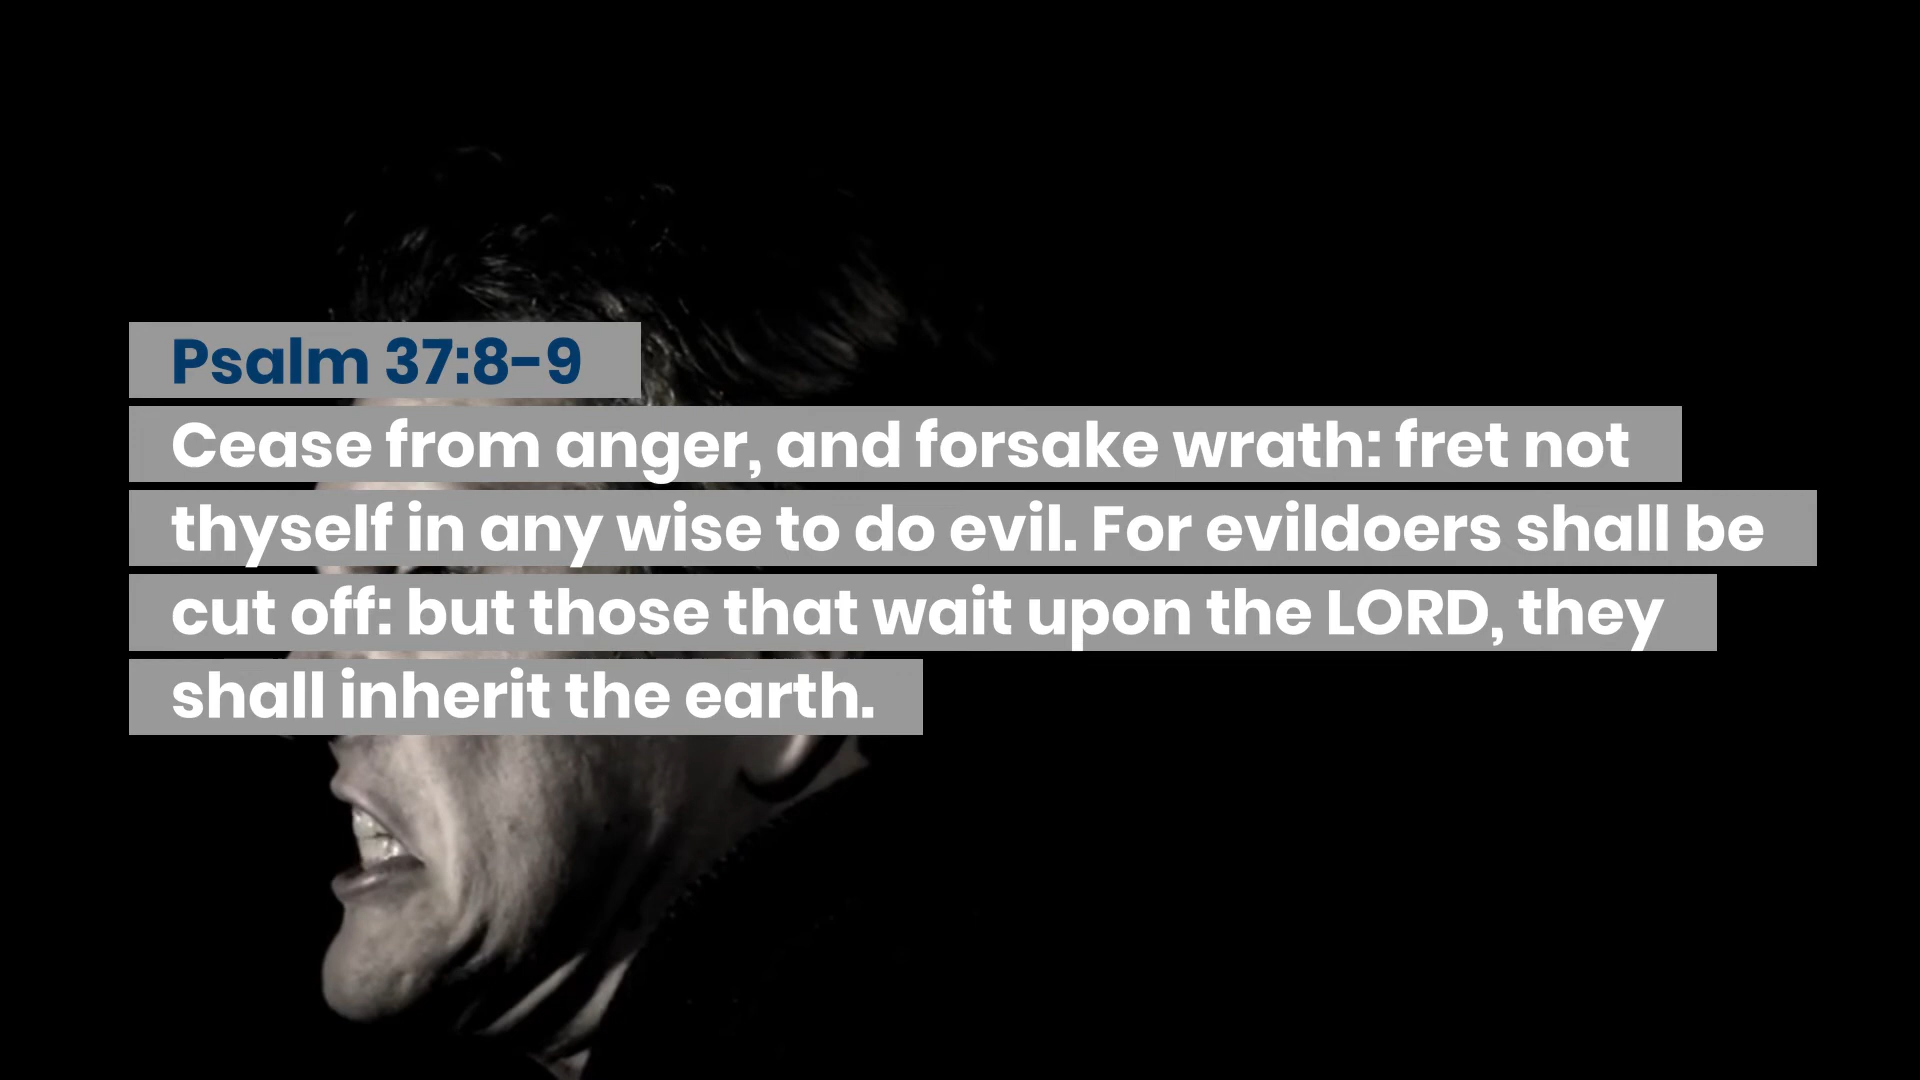 Psalm 37:8-9
Cease from anger, and forsake wrath: fret not
thyself in any wise to do evil. For evildoers shall be
cut off: but those that wait upon the LORD, they
shall inherit the earth.